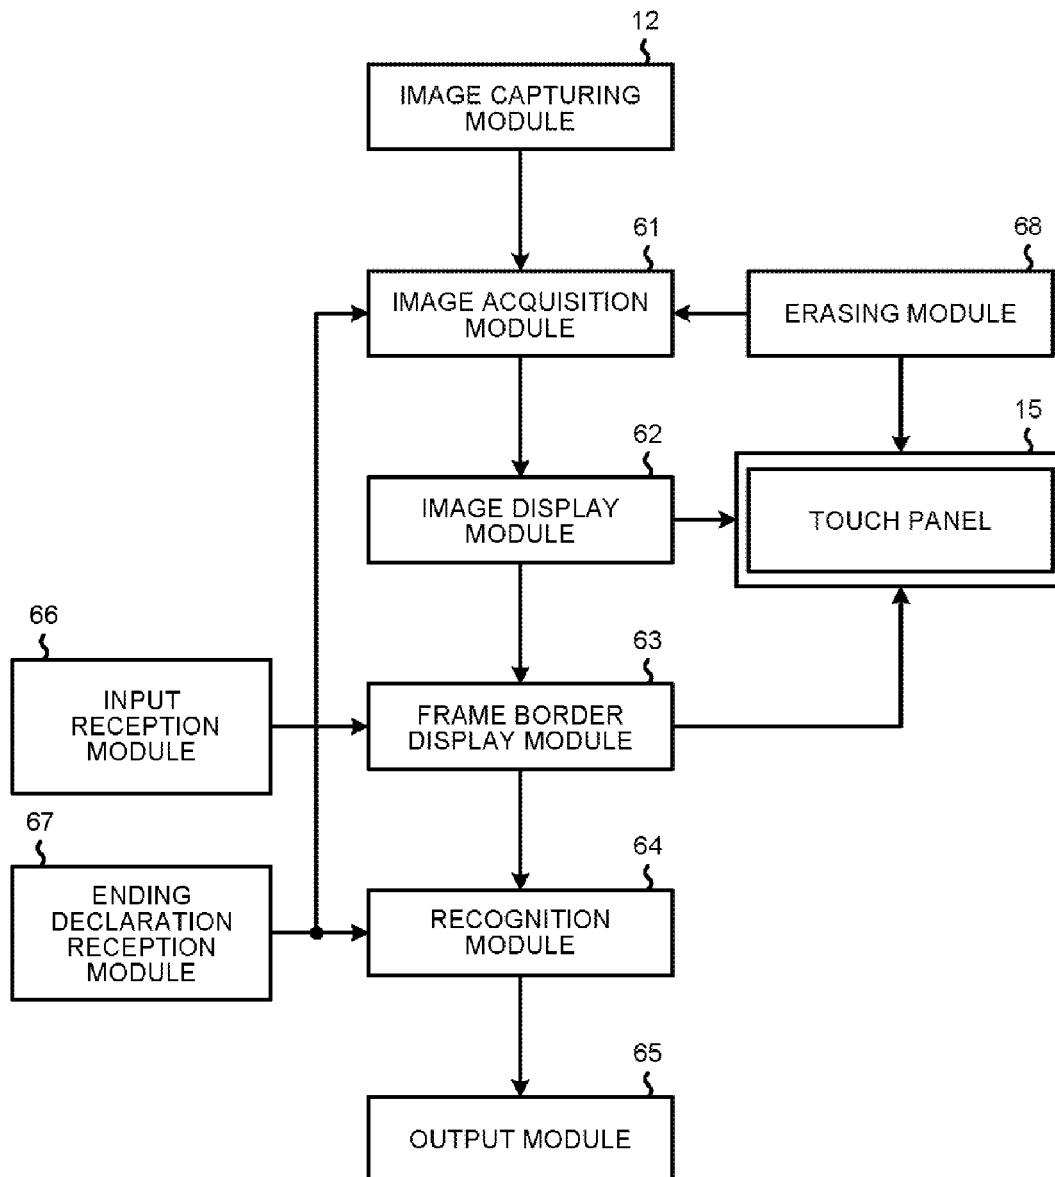 12
IMAGE CAPTURING
MODULE
61
IMAGE ACQUISITION
MODULE
68
ERASING MODULE
62
IMAGE DISPLAY
MODULE
15
TOUCH PANEL
66
INPUT
RECEPTION
MODULE
63
FRAME BORDER
DISPLAY MODULE
67
ENDING
DECLARATION
RECEPTION
MODULE
64
RECOGNITION
MODULE
65
OUTPUT MODULE